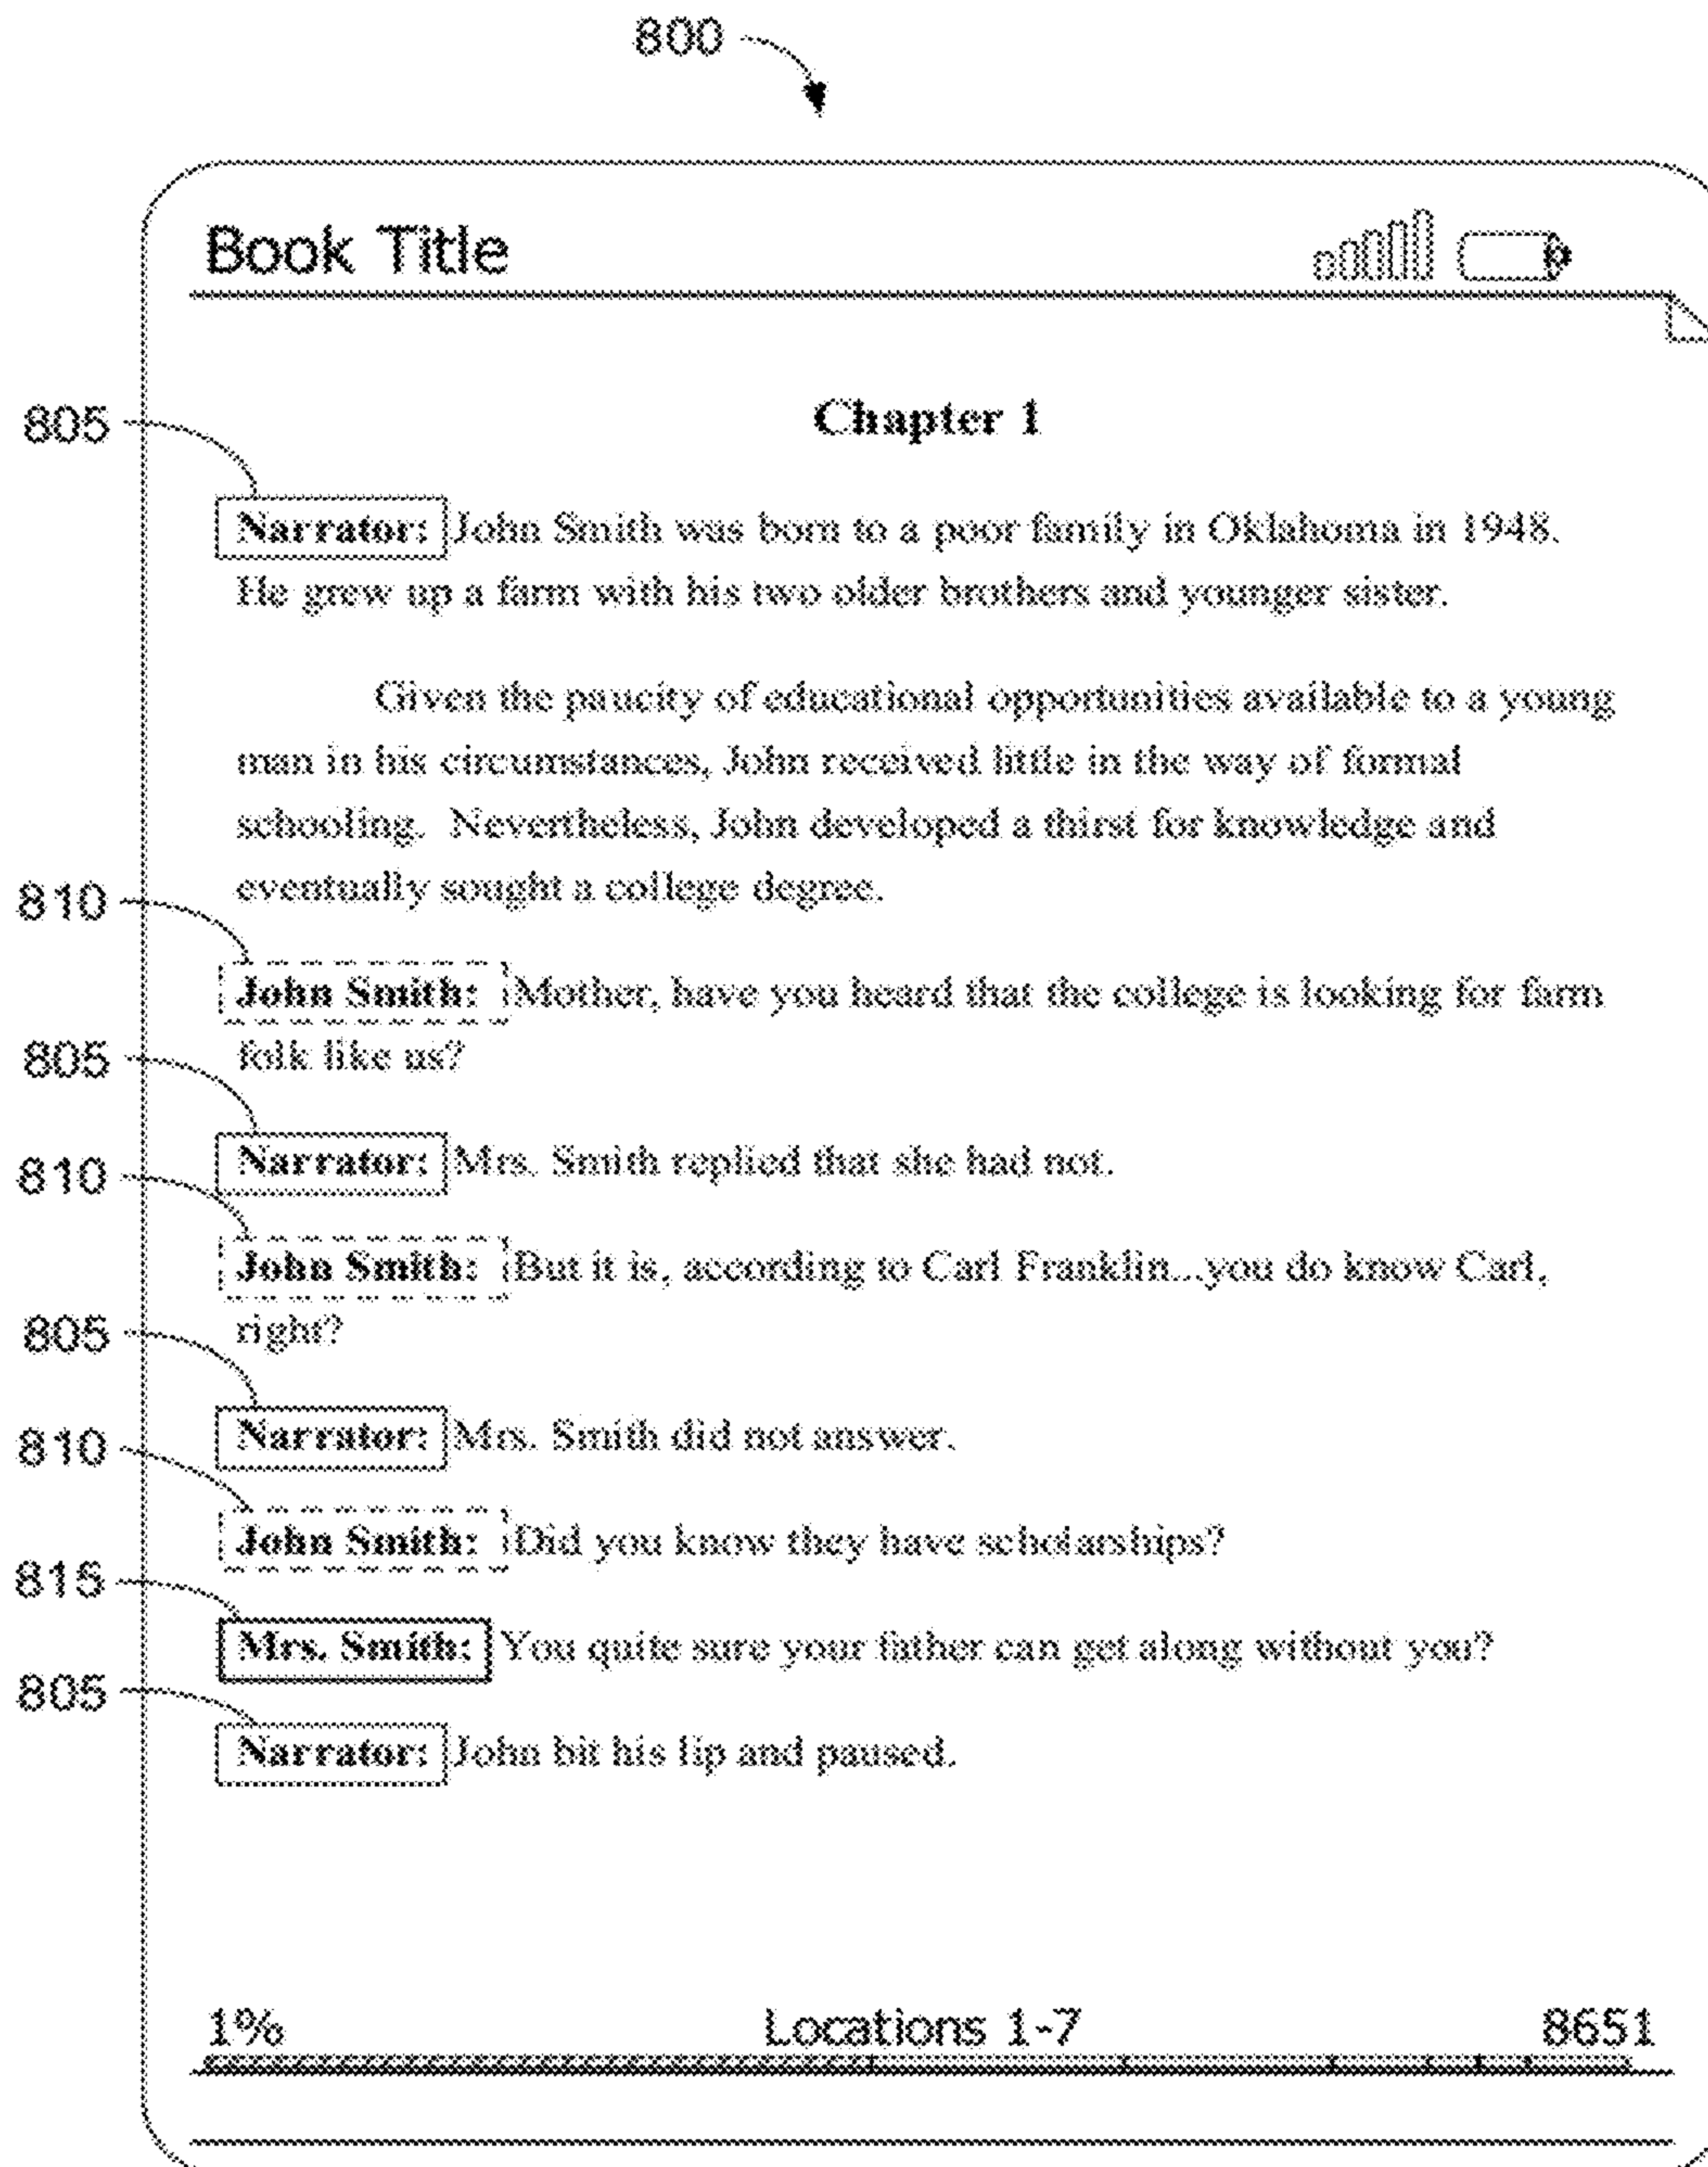 800
Book Title
Chapter 1
805
Narrator: John Smith was born to a poor family in Oklahoma in 1948.
He grew up a farm with his two older brothers and younger sister.
Given the paucity of educational opportunities available to a young
man in his circumstances, John received little in the way of formal
schooling. Nevertheless, John developed a thirst for knowledge and
eventually sought a college degree.
810
John Smith: Mother, have you heard that the college is looking for farm
folk like us?
805
Narrator: Mrs. Smith replied that she had not.
810
John Smith: But it is, according to Carl Franklin...you do know Carl,
right?
805
Narrator: Mrs. Smith did not answer.
810
John Smith: Did you know they have scholarships?
815
Mrs. Smith: You quite sure your father can get along without you?
805
Narrator: John bit his lip and paused.
1% Locations 1-7 8651